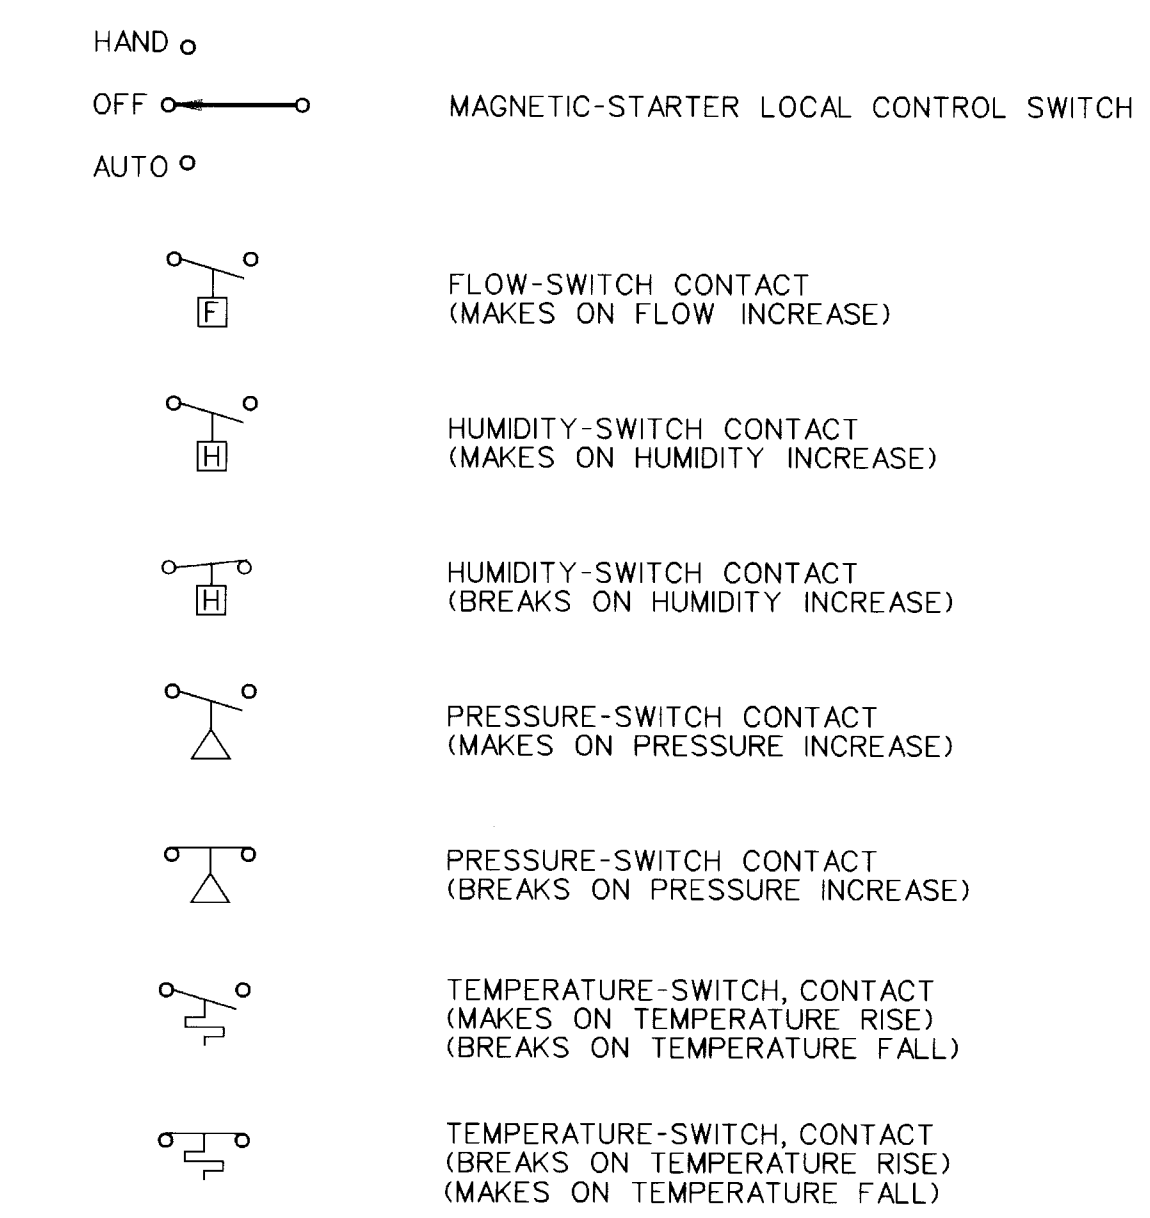 HAND
OFF
MAGNETIC-STARTER LOCAL CONTROL SWITCH
AUTO
F
FLOW-SWITCH CONTACT
(MAKES ON FLOW INCREASE)
H
HUMIDITY-SWITCH CONTACT
(MAKES ON HUMIDITY INCREASE)
H
HUMIDITY-SWITCH CONTACT
(BREAKS ON HUMIDITY INCREASE)
PRESSURE-SWITCH CONTACT
(MAKES ON PRESSURE INCREASE)
PRESSURE-SWITCH CONTACT
(BREAKS ON PRESSURE INCREASE)
TEMPERATURE-SWITCH, CONTACT
(MAKES ON TEMPERATURE RISE)
(BREAKS ON TEMPERATURE FALL)
TEMPERATURE-SWITCH, CONTACT
(BREAKS ON TEMPERATURE RISE)
(MAKES ON TEMPERATURE FALL)